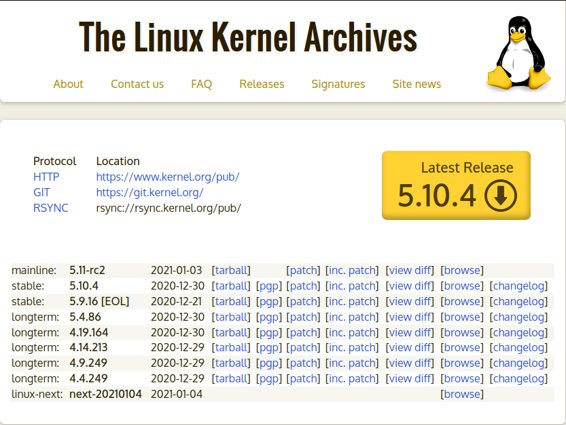 The Linux Kernel Archives
About Contact us FAQ Releases Signatures Site news
Protocol Location
HTTP https://www.kernel.org/pub/
GIT https://git.kernel.org/
RSYNC rsync://rsync.kernel.org/pub/
Latest Release
5.10.4
mainline: 5.11-rc2 2021-01-03 [tarball] [patch] [inc. patch] [view diff] [browse]
stable: 5.10.4 2020-12-30 [tarball] [pgp] [patch] [inc. patch] [view diff] [browse] [changelog]
stable: 5.9.16 [EOL] 2020-12-21 [tarball] [pgp] [patch] [inc. patch] [view diff] [browse] [changelog]
longterm: 5.4.86 2020-12-30 [tarball] [pgp] [patch] [inc. patch] [view diff] [browse] [changelog]
longterm: 4.19.164 2020-12-30 [tarball] [pgp] [patch] [inc. patch] [view diff] [browse] [changelog]
longterm: 4.14.213 2020-12-29 [tarball] [pgp] [patch] [inc. patch] [view diff] [browse] [changelog]
longterm: 4.9.249 2020-12-29 [tarball] [pgp] [patch] [inc. patch] [view diff] [browse] [changelog]
longterm: 4.4.249 2020-12-29 [tarball] [pgp] [patch] [inc. patch] [view diff] [browse] [changelog]
linux-next: next-20210104 2021-01-04 [browse]